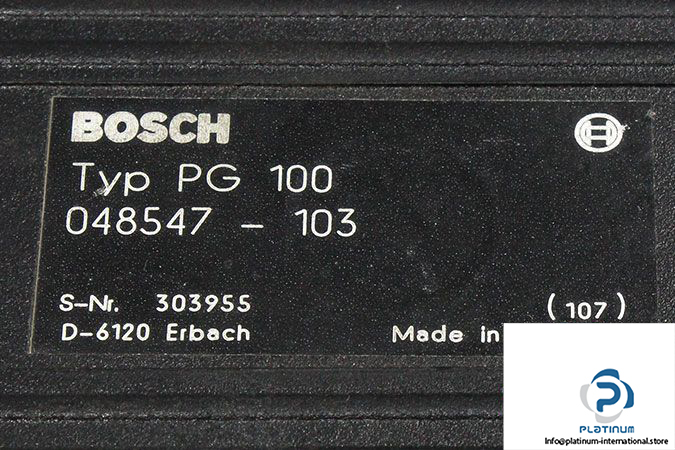 BOSCH
Typ PG 100
048547 - 103
S-Nr. 303955 (107)
D-6120 Erbach Made in
PLATINUM
Info@platinum-international.store